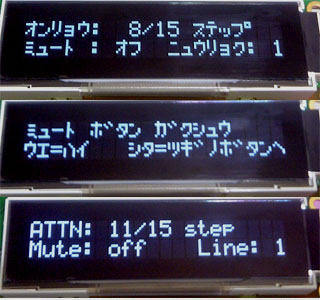 オンリョウ: 8/15 ステップ
ミュート : オフ ニュウリョク: 1
ミュート ボタン ガクシュウ
ウエ=ハイ シタ=ツギノボタンヘ
ATTN: 11/15 step
Mute: off Line: 1